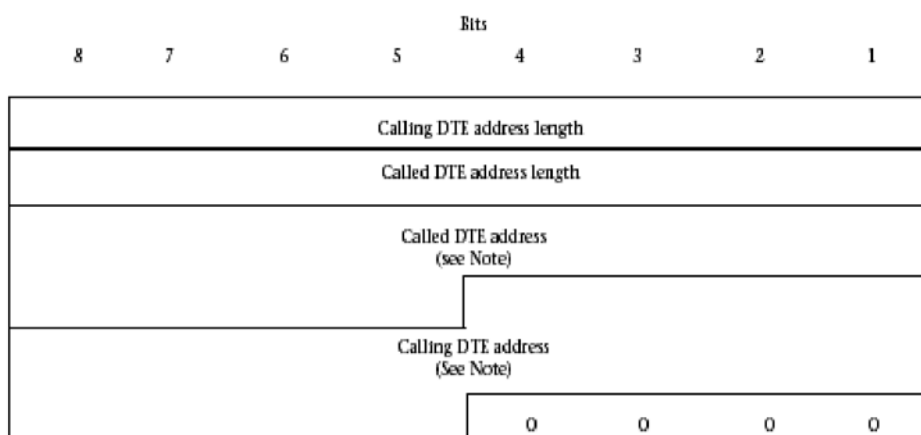 Bits
8 7 6 5 4 3 2 1
Calling DTE address length
Called DTE address length
Called DTE address
(see Note)
Calling DTE address
(See Note)
0 0 0 0